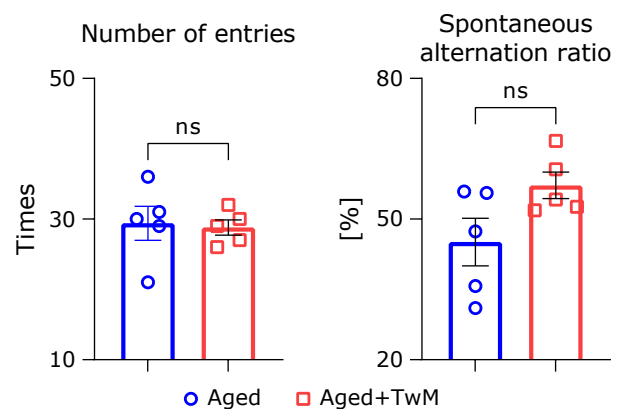 Number of entries
50
30
10
Times
ns
Spontaneous
alternation ratio
80
50
20
[%]
ns
Aged
Aged+TwM